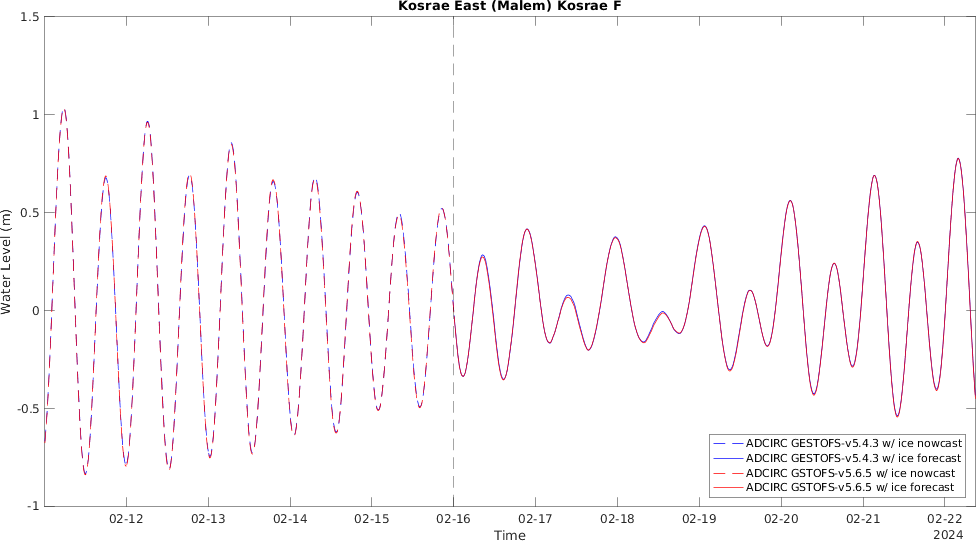 Kosrae East (Malem) Kosrae F
1.5
1
0.5
0
-0.5
-1
Water Level (m)
02-12 02-13 02-14 02-15 02-16 02-17 02-18 02-19 02-20 02-21 02-22
2024
Time
ADCIRC GESTOFS-v5.4.3 w/ ice nowcast
ADCIRC GESTOFS-v5.4.3 w/ ice forecast
ADCIRC GSTOFS-v5.6.5 w/ ice nowcast
ADCIRC GSTOFS-v5.6.5 w/ ice forecast